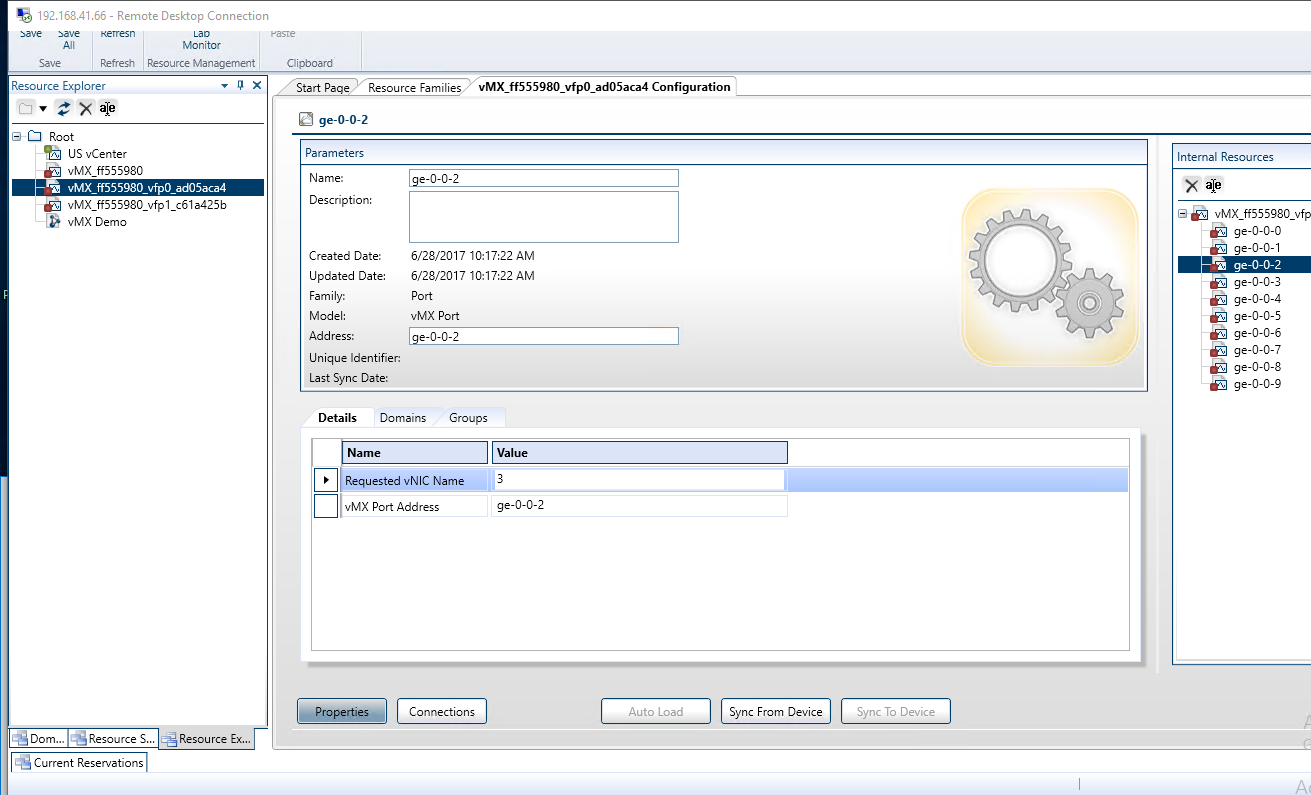 192.168.41.66 - Remote Desktop Connection
Save Save All Refresh Lab Monitor Paste
Save Refresh Resource Management Clipboard
Resource Explorer
Root
US vCenter
vMX_ff555980
vMX_ff555980_vfp0_ad05aca4
vMX_ff555980_vfp1_c61a425b
vMX Demo
Dom... Resource S... Resource Ex...
Current Reservations
Start Page Resource Families vMX_ff555980_vfp0_ad05aca4 Configuration
ge-0-0-2
Parameters
Name: ge-0-0-2
Description:
Created Date: 6/28/2017 10:17:22 AM
Updated Date: 6/28/2017 10:17:22 AM
Family: Port
Model: vMX Port
Address: ge-0-0-2
Unique Identifier:
Last Sync Date:
Details Domains Groups
Name Value
Requested vNIC Name 3
vMX Port Address ge-0-0-2
Properties Connections Auto Load Sync From Device Sync To Device
Internal Resources
vMX_ff555980_vfp
ge-0-0-0
ge-0-0-1
ge-0-0-2
ge-0-0-3
ge-0-0-4
ge-0-0-5
ge-0-0-6
ge-0-0-7
ge-0-0-8
ge-0-0-9